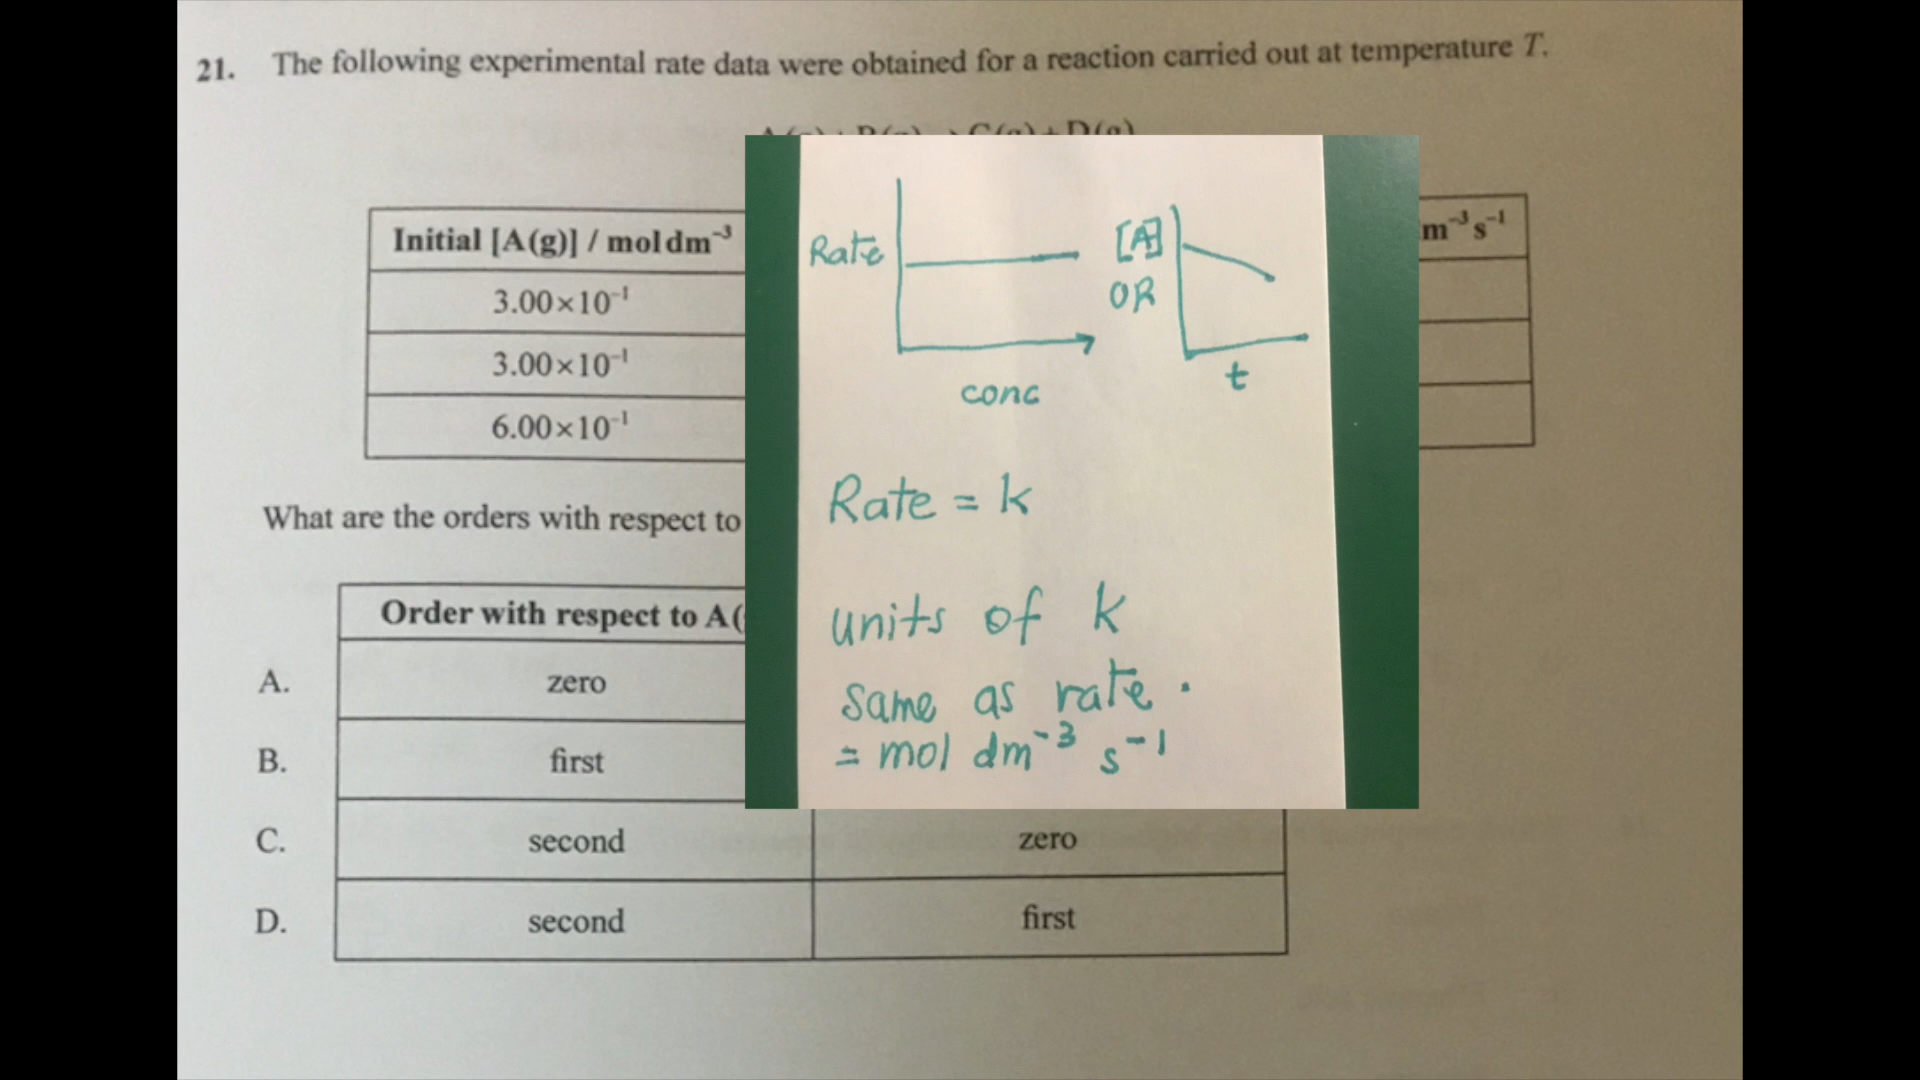 21. The following experimental rate data were obtained for a reaction carried out at temperature T.
Initial [A(g)] / mol dm⁻³
m⁻³ s⁻¹
3.00×10⁻¹
3.00×10⁻¹
6.00×10⁻¹
Rate
conc
[A]
OR
t
Rate = k
units of k
same as rate.
= mol dm⁻³ s⁻¹
What are the orders with respect to
Order with respect to A(
A. zero
B. first
C. second zero
D. second first